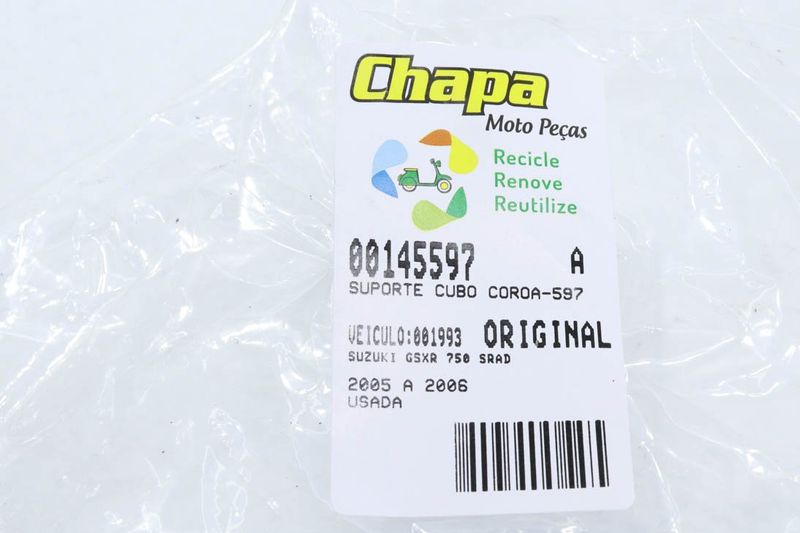 Chapa
Moto Peças
Recicle
Renove
Reutilize
00145597 A
SUPORTE CUBO COROA-597
VEICULO:001993 ORIGINAL
SUZUKI GSXR 750 SRAD
2005 A 2006
USADA